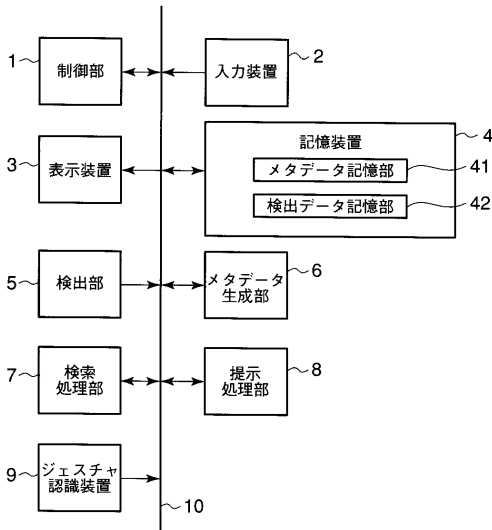 1
制御部
入力装置
2
3
表示装置
記憶装置
4
メタデータ記憶部
41
検出データ記憶部
42
5
検出部
メタデータ
生成部
6
7
検索
処理部
提示
処理部
8
9
ジェスチャ
認識装置
10